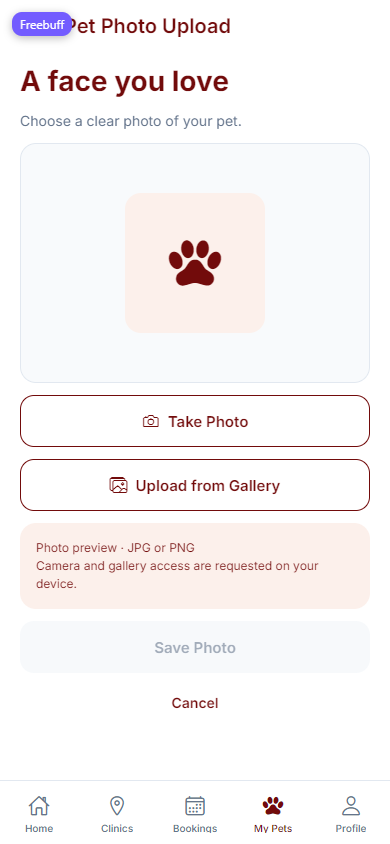 Freebuff
Pet Photo Upload
A face you love
Choose a clear photo of your pet.
Take Photo
Upload from Gallery
Photo preview · JPG or PNG
Camera and gallery access are requested on your
device.
Save Photo
Cancel
Home
Clinics
Bookings
My Pets
Profile